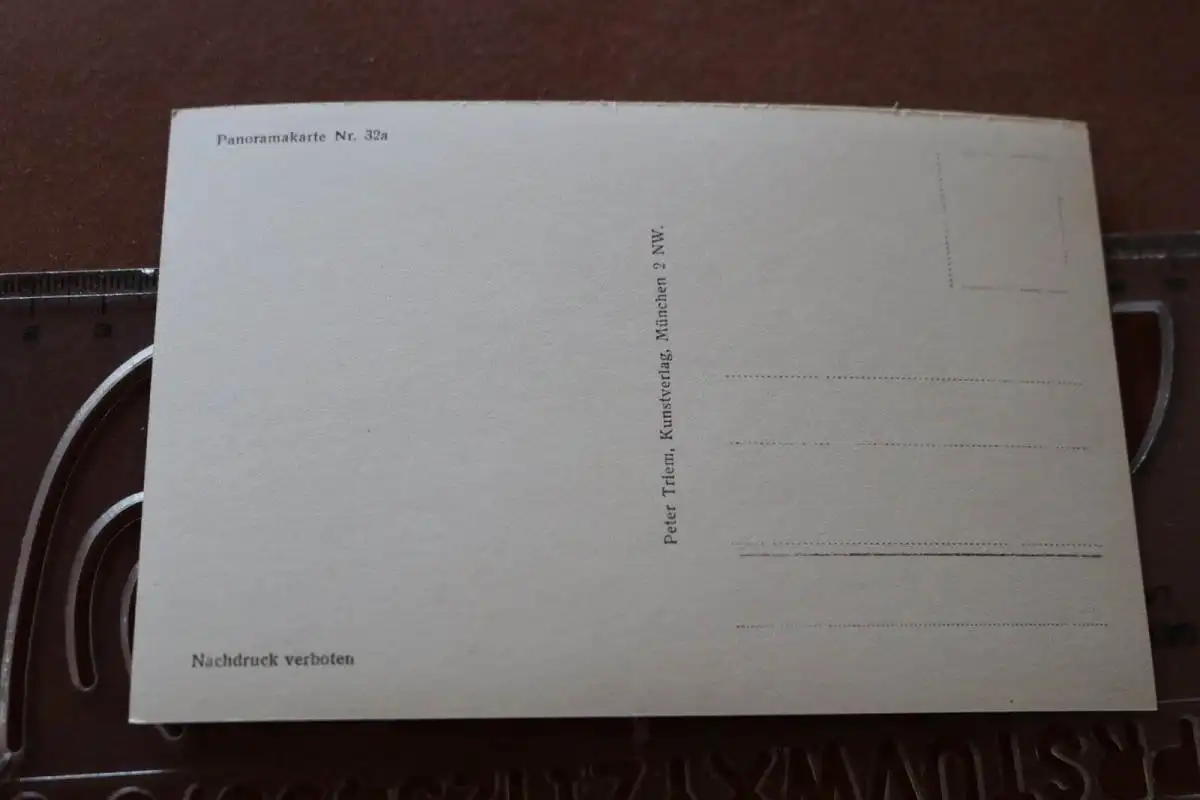 Panoramakarte Nr. 32a
Peter Triem, Kunstverlag, München 2 NW.
Nachdruck verboten